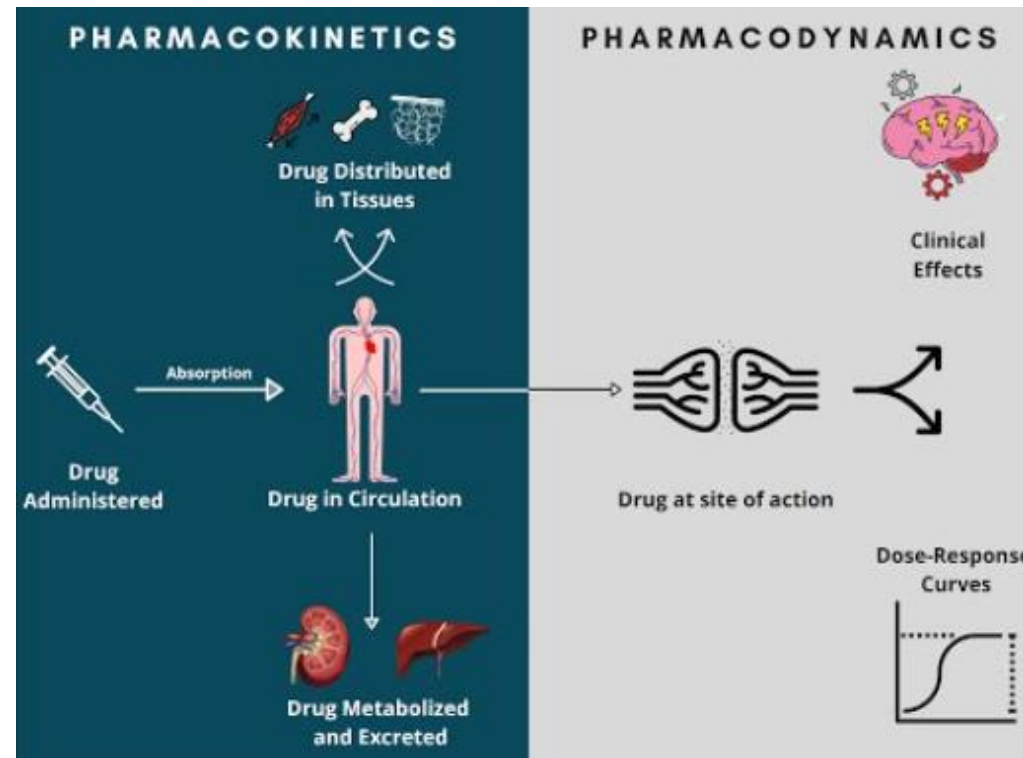 PHARMACOKINETICS
PHARMACODYNAMICS
Drug Distributed
in Tissues
Clinical
Effects
Absorption
Drug
Administered
Drug in Circulation
Drug at site of action
Dose-Response
Curves
Drug Metabolized
and Excreted